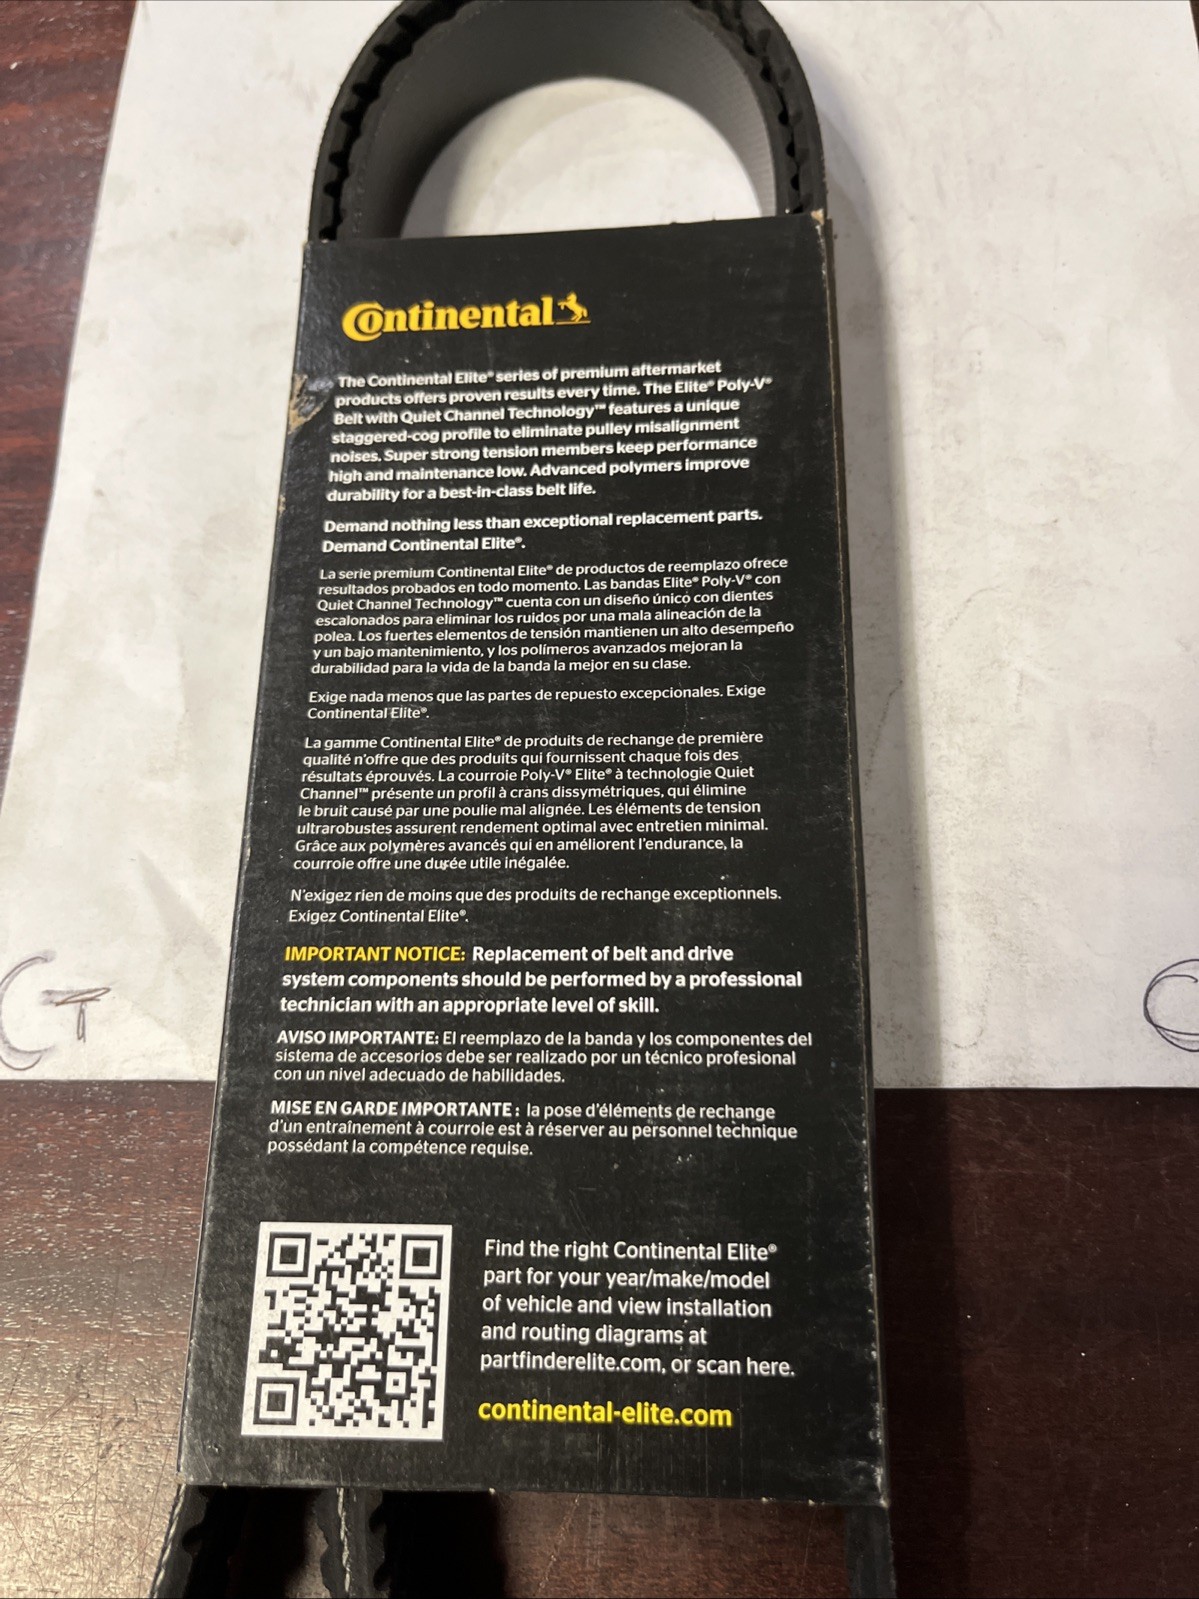 Continental
The Continental Elite® series of premium aftermarket
products offers proven results every time. The Elite® Poly-V®
Belt with Quiet Channel Technology™ features a unique
staggered-cog profile to eliminate pulley misalignment
noises. Super strong tension members keep performance
high and maintenance low. Advanced polymers improve
durability for a best-in-class belt life.
Demand nothing less than exceptional replacement parts.
Demand Continental Elite®.
La serie premium Continental Elite® de productos de reemplazo ofrece
resultados probados en todo momento. Las bandas Elite® Poly-V® con
Quiet Channel Technology™ cuenta con un diseño único con dientes
escalonados para eliminar los ruidos por una mala alineación de la
polea. Los fuertes elementos de tensión mantienen un alto desempeño
y un bajo mantenimiento, y los polímeros avanzados mejoran la
durabilidad para la vida de la banda la mejor en su clase.
Exige nada menos que las partes de repuesto excepcionales. Exige
Continental Elite®.
La gamme Continental Elite® de produits de rechange de première
qualité n'offre que des produits qui fournissent chaque fois des
résultats éprouvés. La courroie Poly-V® Elite® à technologie Quiet
Channel™ présente un profil à crans dissymétriques, qui élimine
le bruit causé par une poulie mal alignée. Les éléments de tension
ultrarobustes assurent rendement optimal avec entretien minimal.
Grâce aux polymères avancés qui en améliorent l'endurance, la
courroie offre une durée utile inégalée.
N'exigez rien de moins que des produits de rechange exceptionnels.
Exigez Continental Elite®.
IMPORTANT NOTICE: Replacement of belt and drive
system components should be performed by a professional
technician with an appropriate level of skill.
AVISO IMPORTANTE: El reemplazo de la banda y los componentes del
sistema de accesorios debe ser realizado por un técnico profesional
con un nivel adecuado de habilidades.
MISE EN GARDE IMPORTANTE : la pose d'éléments de rechange
d'un entraînement à courroie est à réserver au personnel technique
possédant la compétence requise.
Find the right Continental Elite®
part for your year/make/model
of vehicle and view installation
and routing diagrams at
partfinderelite.com, or scan here.
continental-elite.com